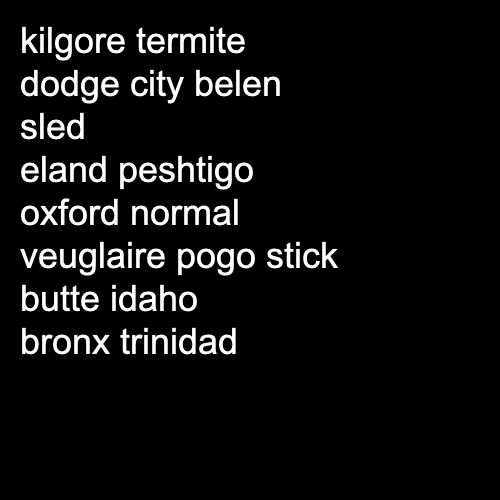 kilgore termite
dodge city belen
sled
eland peshtigo
oxford normal
veuglaire pogo stick
butte idaho
bronx trinidad